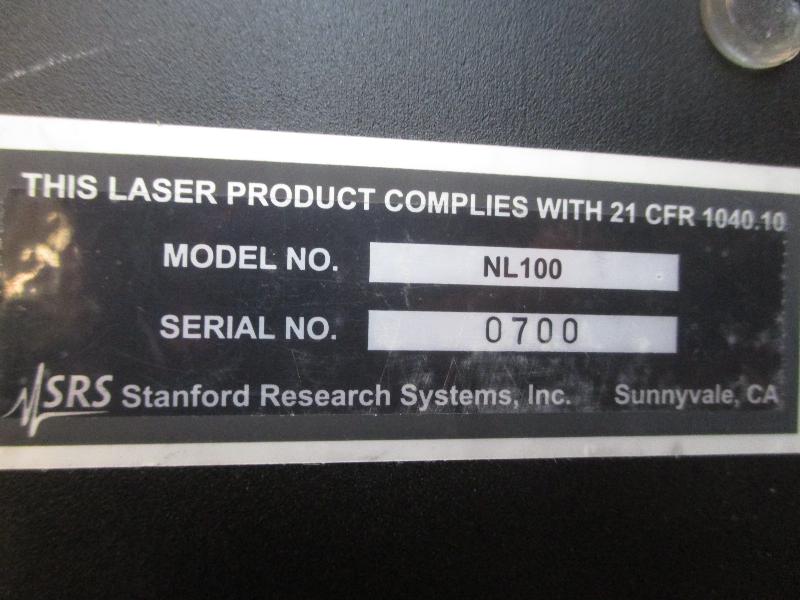 THIS LASER PRODUCT COMPLIES WITH 21 CFR 1040.10
MODEL NO. NL100
SERIAL NO. 0700
SRS Stanford Research Systems, Inc. Sunnyvale, CA